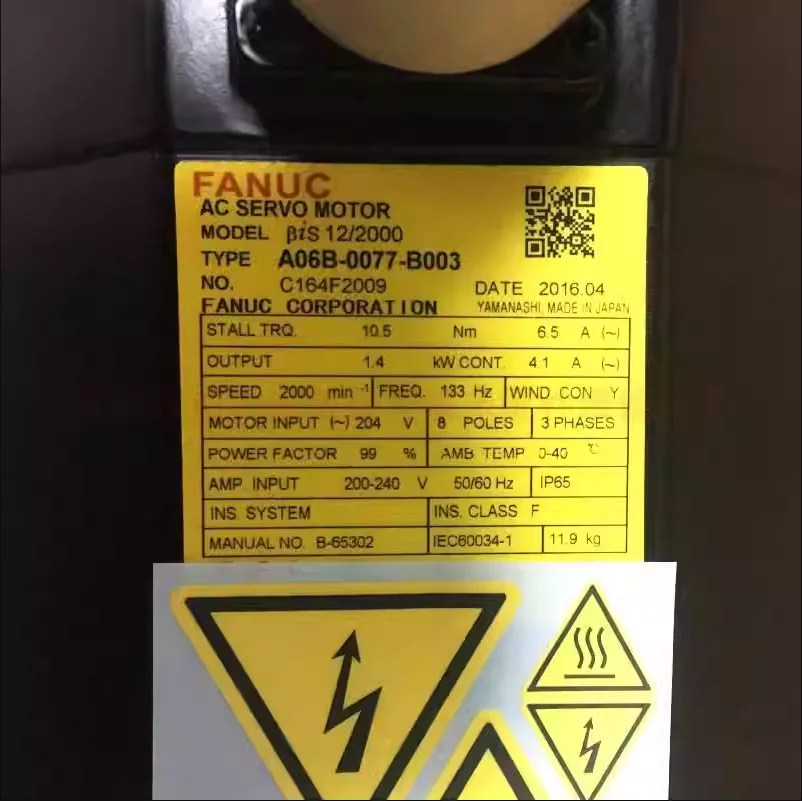 FANUC
AC SERVO MOTOR
MODEL βiS 12/2000
TYPE A06B-0077-B003
NO. C164F2009 DATE 2016.04
FANUC CORPORATION YAMANASHI, MADE IN JAPAN
STALL TRQ. 10.5 Nm 6.5 A (~)
OUTPUT 1.4 kW CONT. 4.1 A (~)
SPEED 2000 min⁻¹ FREQ. 133 Hz WIND. CON Y
MOTOR INPUT (~) 204 V 8 POLES 3 PHASES
POWER FACTOR 99 % AMB. TEMP 0-40 ℃
AMP. INPUT 200-240 V 50/60 Hz IP65
INS. SYSTEM INS. CLASS F
MANUAL NO. B-65302 IEC60034-1 11.9 kg